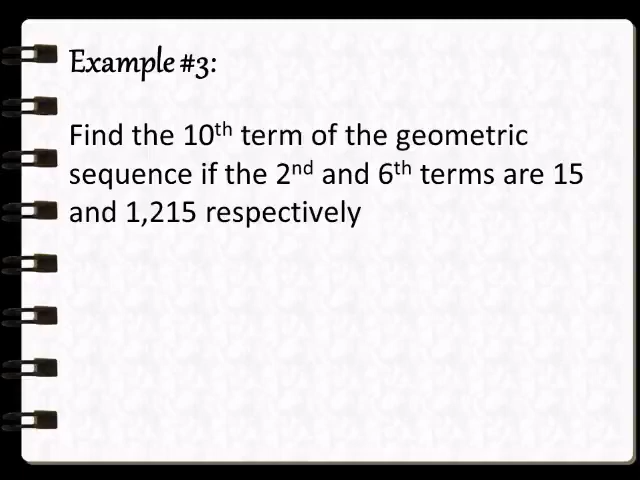 Example #3:
Find the 10th term of the geometric
sequence if the 2nd and 6th terms are 15
and 1,215 respectively